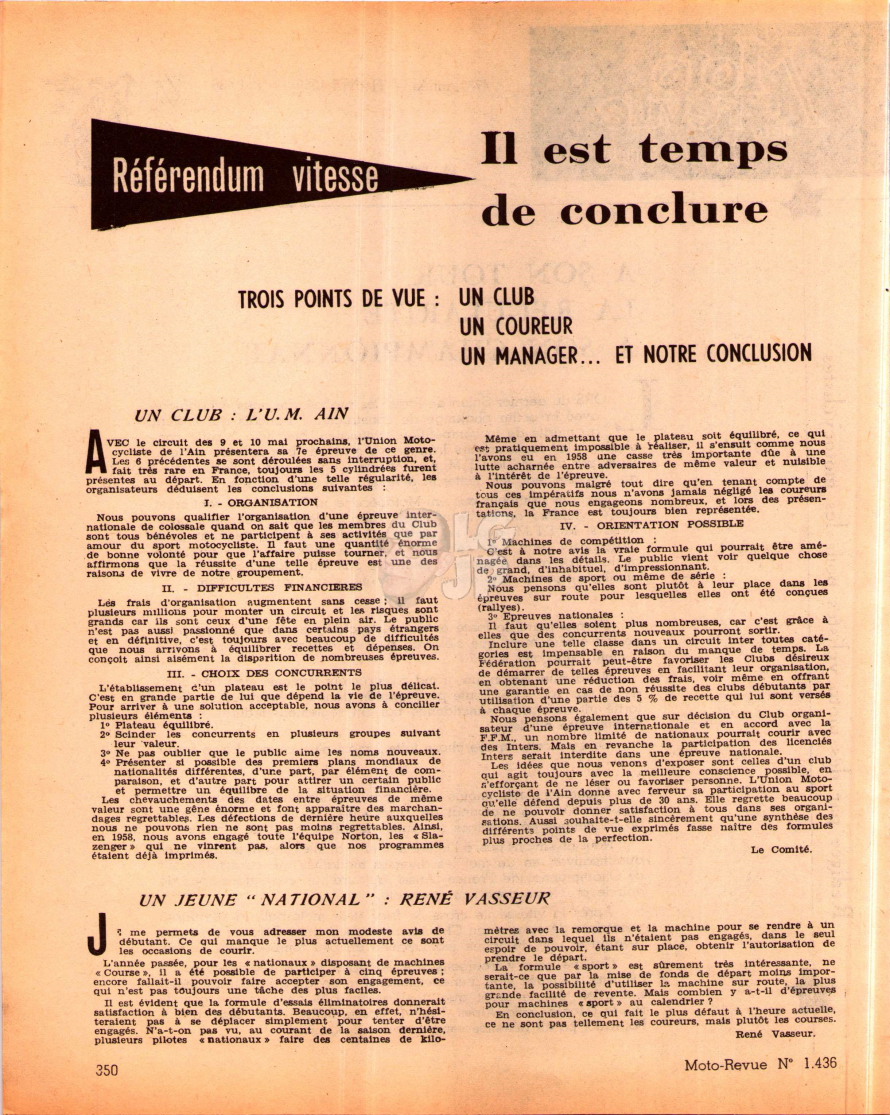 Référendum vitesse
Il est temps
de conclure
TROIS POINTS DE VUE : UN CLUB
UN COUREUR
UN MANAGER... ET NOTRE CONCLUSION
UN CLUB : L'U. M. AIN
AVEC le circuit des 9 et 10 mai prochains, l'Union Moto-
cycliste de l'Ain présentera sa 7e épreuve de ce genre.
Les 6 précédentes se sont déroulées sans interruption, et,
fait très rare en France, toujours les 5 cylindrées furent
présentes au départ. En fonction d'une telle régularité, les
organisateurs déduisent les conclusions suivantes :
I. - ORGANISATION
Nous pouvons qualifier l'organisation d'une épreuve inter-
nationale de colossale quand on sait que les membres du Club
sont tous bénévoles et ne participent à ses activités que par
amour du sport motocycliste. Il faut une quantité énorme
de bonne volonté pour que l'affaire puisse tourner, et nous
affirmons que la réussite d'une telle épreuve est une des
raisons de vivre de notre groupement.
II. - DIFFICULTES FINANCIERES
Les frais d'organisation augmentent sans cesse ; il faut
plusieurs millions pour monter un circuit et les risques sont
grands car ils sont ceux d'une fête en plein air. Le public
n'est pas aussi passionné que dans certains pays étrangers
et en définitive, c'est toujours avec beaucoup de difficultés
que nous arrivons à équilibrer recettes et dépenses. On
conçoit ainsi aisément la disparition de nombreuses épreuves.
III. - CHOIX DES CONCURRENTS
L'établissement d'un plateau est le point le plus délicat.
C'est en grande partie de lui que dépend la vie de l'épreuve.
Pour arriver à une solution acceptable, nous avons à concilier
plusieurs éléments :
1° Plateau équilibré.
2° Scinder les concurrents en plusieurs groupes suivant
leur valeur.
3° Ne pas oublier que le public aime les noms nouveaux.
4° Présenter si possible des premiers plans mondiaux de
nationalités différentes, d'une part, par élément de com-
paraison, et d'autre part pour attirer un certain public
et permettre un équilibre de la situation financière.
Les chevauchements des dates entre épreuves de même
valeur sont une gêne énorme et font apparaître des marchan-
dages regrettables. Les défections de dernière heure auxquelles
nous ne pouvons rien ne sont pas moins regrettables. Ainsi,
en 1958, nous avons engagé toute l'équipe Norton, les « Sla-
zenger » qui ne vinrent pas, alors que nos programmes
étaient déjà imprimés.
Même en admettant que le plateau soit équilibré, ce qui
est pratiquement impossible à réaliser, il s'ensuit comme nous
l'avons eu en 1958 une casse très importante dûe à une
lutte acharnée entre adversaires de même valeur et nuisible
à l'intérêt de l'épreuve.
Nous pouvons malgré tout dire qu'en tenant compte de
tous ces impératifs nous n'avons jamais négligé les coureurs
français que nous engageons nombreux, et lors des présen-
tations, la France est toujours bien représentée.
IV. - ORIENTATION POSSIBLE
1° Machines de compétition :
C'est à notre avis la vraie formule qui pourrait être amé-
nagée dans les détails. Le public vient voir quelque chose
de grand, d'inhabituel, d'impressionnant.
2° Machines de sport ou même de série :
Nous pensons qu'elles sont plutôt à leur place dans les
épreuves sur route pour lesquelles elles ont été conçues
(rallyes).
3° Epreuves nationales :
Il faut qu'elles soient plus nombreuses, car c'est grâce à
elles que des concurrents nouveaux pourront sortir.
Inclure une telle classe dans un circuit inter toutes caté-
gories est impensable en raison du manque de temps. La
Fédération pourrait peut-être favoriser les Clubs désireux
de démarrer de telles épreuves en facilitant leur organisation,
en obtenant une réduction des frais, voir même en offrant
une garantie en cas de non réussite des clubs débutants par
utilisation d'une partie des 5 % de recette qui lui sont versés
à chaque épreuve.
Nous pensons également que sur décision du Club organi-
sateur d'une épreuve internationale et en accord avec la
F.F.M., un nombre limité de nationaux pourrait courir avec
des Inters. Mais en revanche la participation des licenciés
Inters serait interdite dans une épreuve nationale.
Les idées que nous venons d'exposer sont celles d'un club
qui agit toujours avec la meilleure conscience possible, en
s'efforçant de ne léser ou favoriser personne. L'Union Moto-
cycliste de l'Ain donne avec ferveur sa participation au sport
qu'elle défend depuis plus de 30 ans. Elle regrette beaucoup
de ne pouvoir donner satisfaction à tous dans ses organi-
sations. Aussi souhaite-t-elle sincèrement qu'une synthèse des
différents points de vue exprimés fasse naître des formules
plus proches de la perfection.
Le Comité.
UN JEUNE " NATIONAL " : RENÉ VASSEUR
JE me permets de vous adresser mon modeste avis de
débutant. Ce qui manque le plus actuellement ce sont
les occasions de courir.
L'année passée, pour les « nationaux » disposant de machines
« Course », il a été possible de participer à cinq épreuves ;
encore fallait-il pouvoir faire accepter son engagement, ce
qui n'est pas toujours une tâche des plus faciles.
Il est évident que la formule d'essais éliminatoires donnerait
satisfaction à bien des débutants. Beaucoup, en effet, n'hési-
teraient pas à se déplacer simplement pour tenter d'être
engagés. N'a-t-on pas vu, au courant de la saison dernière,
plusieurs pilotes « nationaux » faire des centaines de kilo-
mètres avec la remorque et la machine pour se rendre à un
circuit dans lequel ils n'étaient pas engagés, dans le seul
espoir de pouvoir, étant sur place, obtenir l'autorisation de
prendre le départ.
La formule « sport » est sûrement très intéressante, ne
serait-ce que par la mise de fonds de départ moins impor-
tante, la possibilité d'utiliser la machine sur route, la plus
grande facilité de revente. Mais combien y a-t-il d'épreuves
pour machines « sport » au calendrier ?
En conclusion, ce qui fait le plus défaut à l'heure actuelle,
ce ne sont pas tellement les coureurs, mais plutôt les courses.
René Vasseur.
350
Moto-Revue N° 1.436